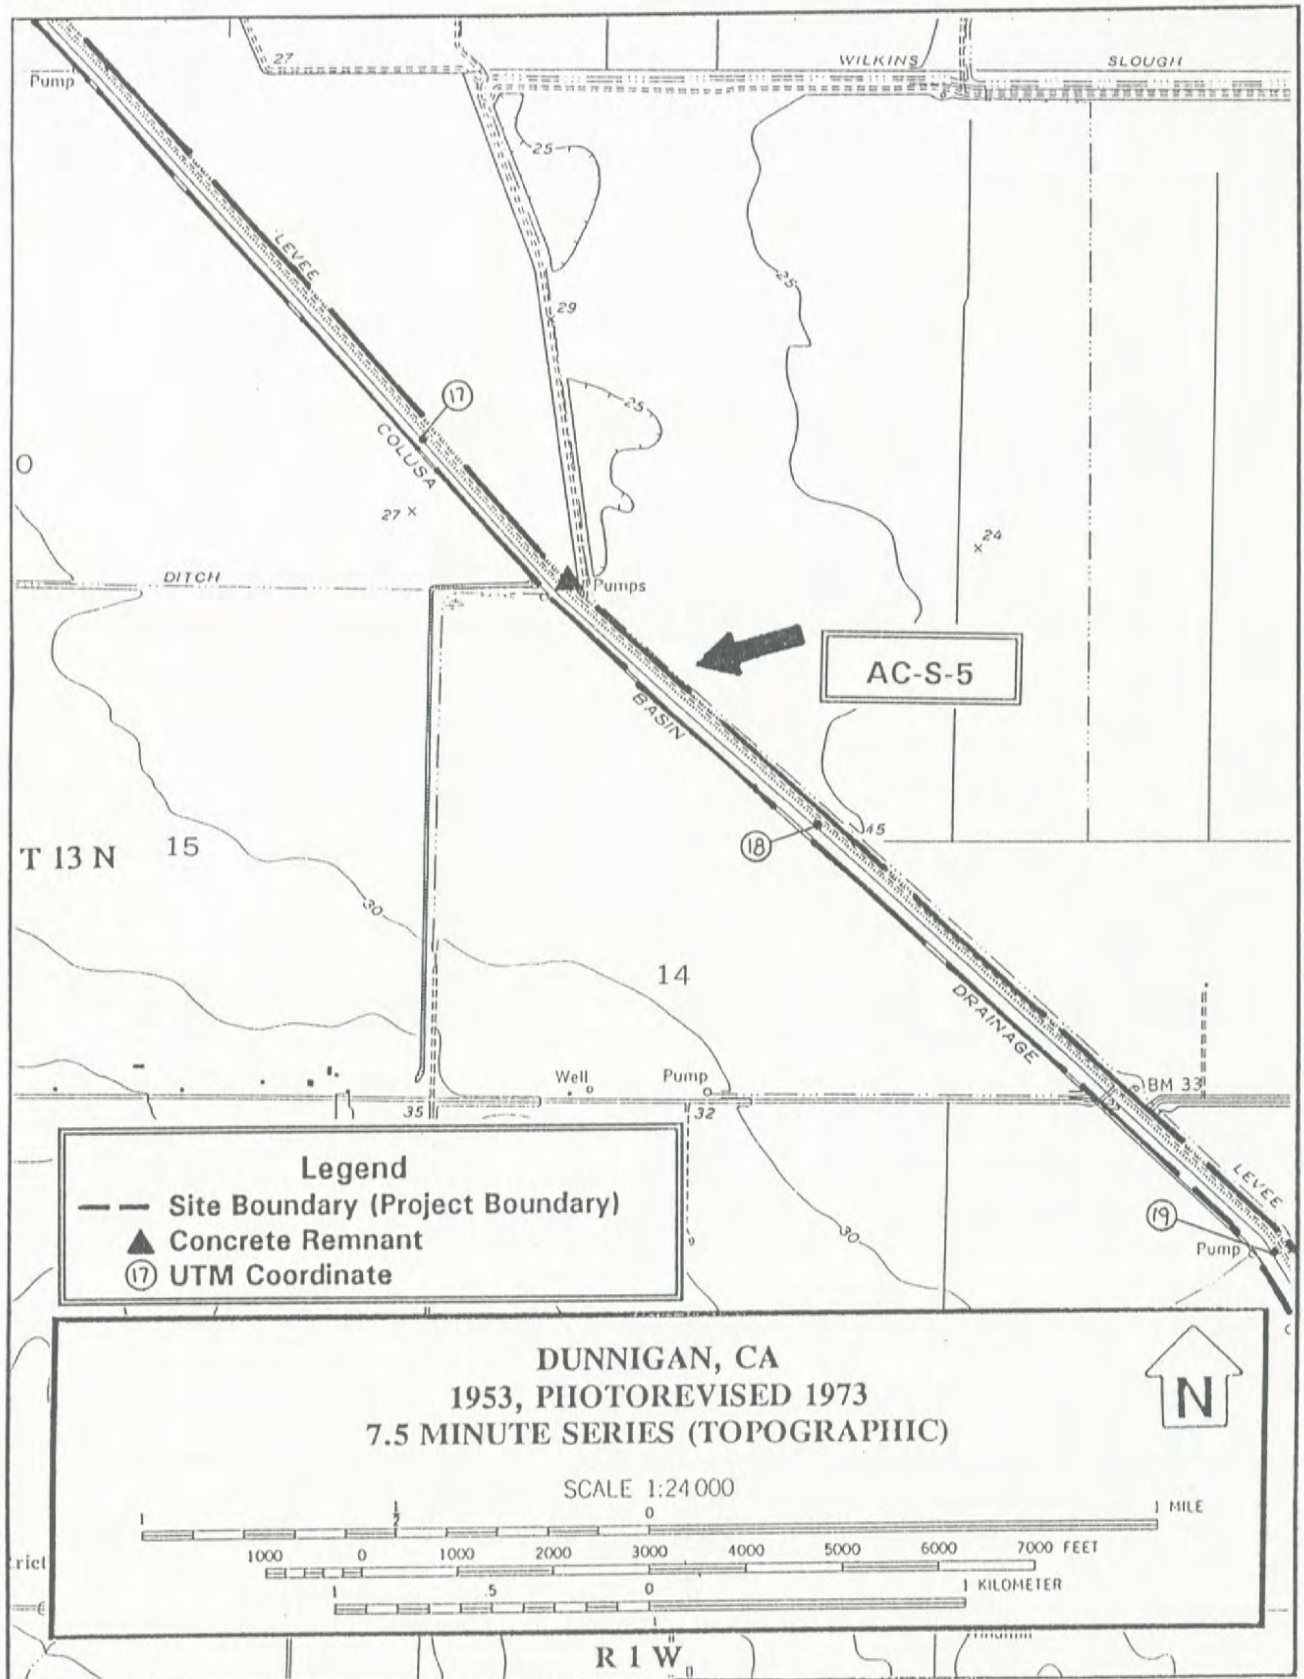 27
WILKINS SLOUGH
Pump
25
LEVEE
25
29
17
25
COLUSA
O
27
24
DITCH
Pumps
AC-S-5
BASIN
45
18
T 13 N 15
30
14
DRAINAGE
Well Pump BM 33
35 32
Legend
Site Boundary (Project Boundary)
Concrete Remnant
17 UTM Coordinate
LEVEE
19
30
Pump
DUNNIGAN, CA
1953, PHOTOREVISED 1973
7.5 MINUTE SERIES (TOPOGRAPHIC)
N
SCALE 1:24 000
1 ½ 0 1 MILE
1000 0 1000 2000 3000 4000 5000 6000 7000 FEET
1 .5 0 1 KILOMETER
R 1 W